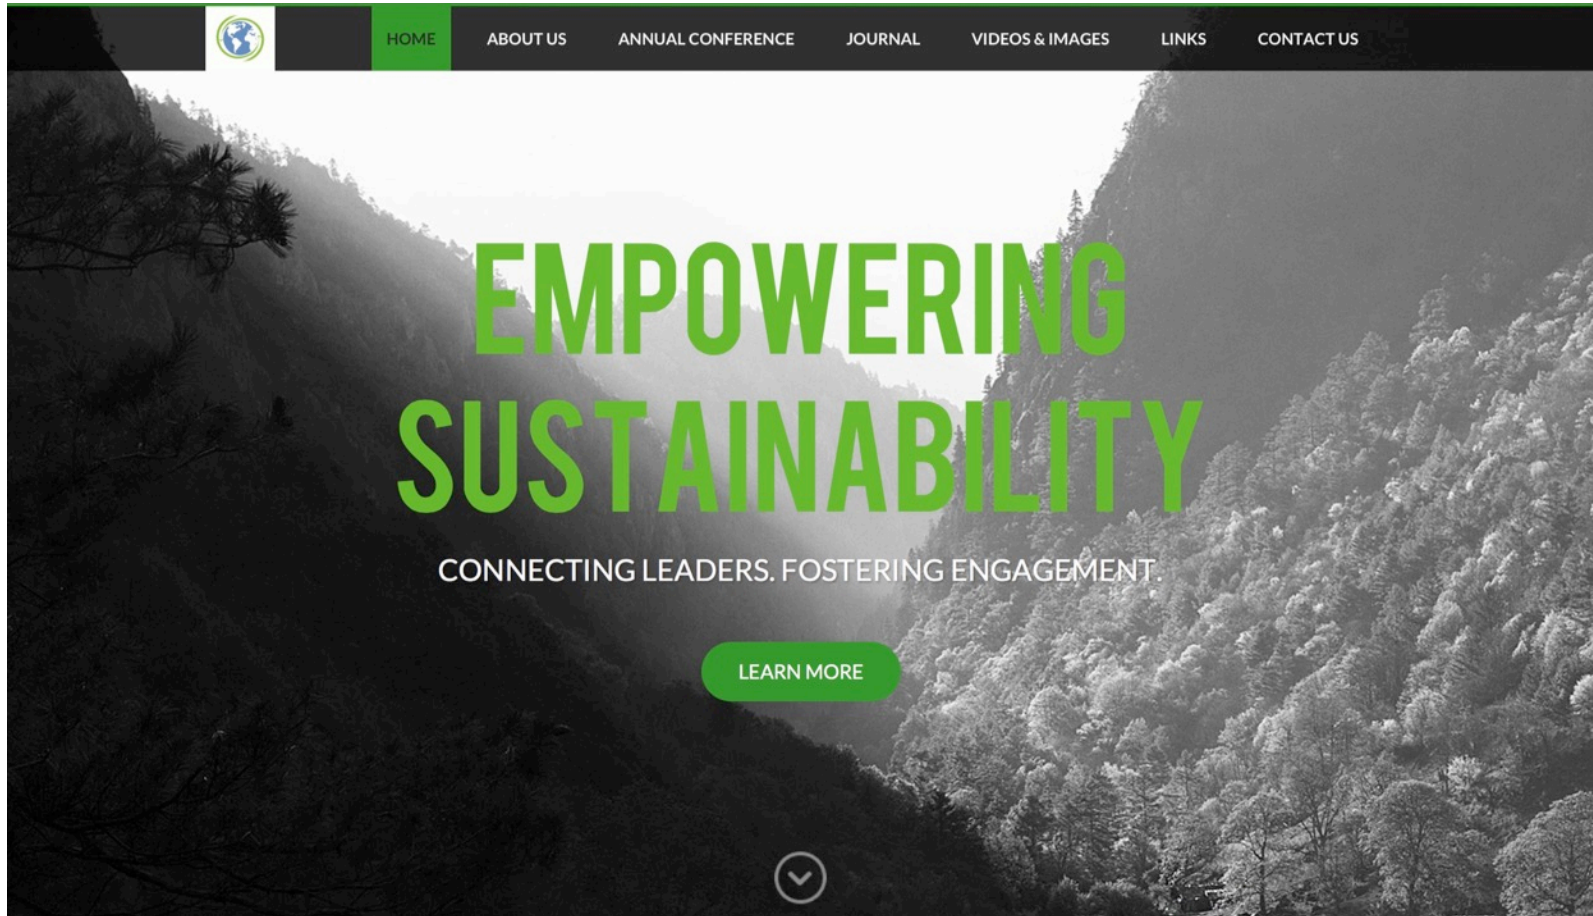 HOME ABOUT US ANNUAL CONFERENCE JOURNAL VIDEOS & IMAGES LINKS CONTACT US
EMPOWERING
SUSTAINABILITY
CONNECTING LEADERS. FOSTERING ENGAGEMENT.
LEARN MORE